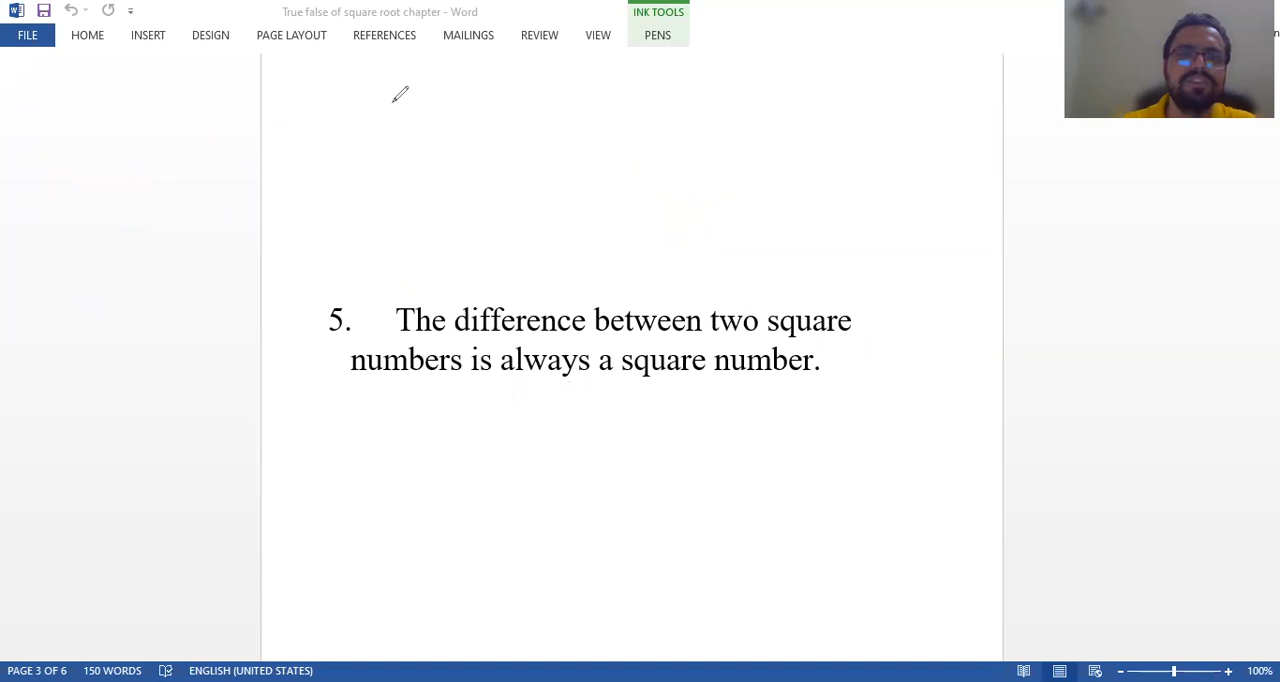 True false of square root chapter - Word
INK TOOLS
FILE HOME INSERT DESIGN PAGE LAYOUT REFERENCES MAILINGS REVIEW VIEW PENS
5. The difference between two square
numbers is always a square number.
PAGE 3 OF 6 150 WORDS ENGLISH (UNITED STATES) 100%